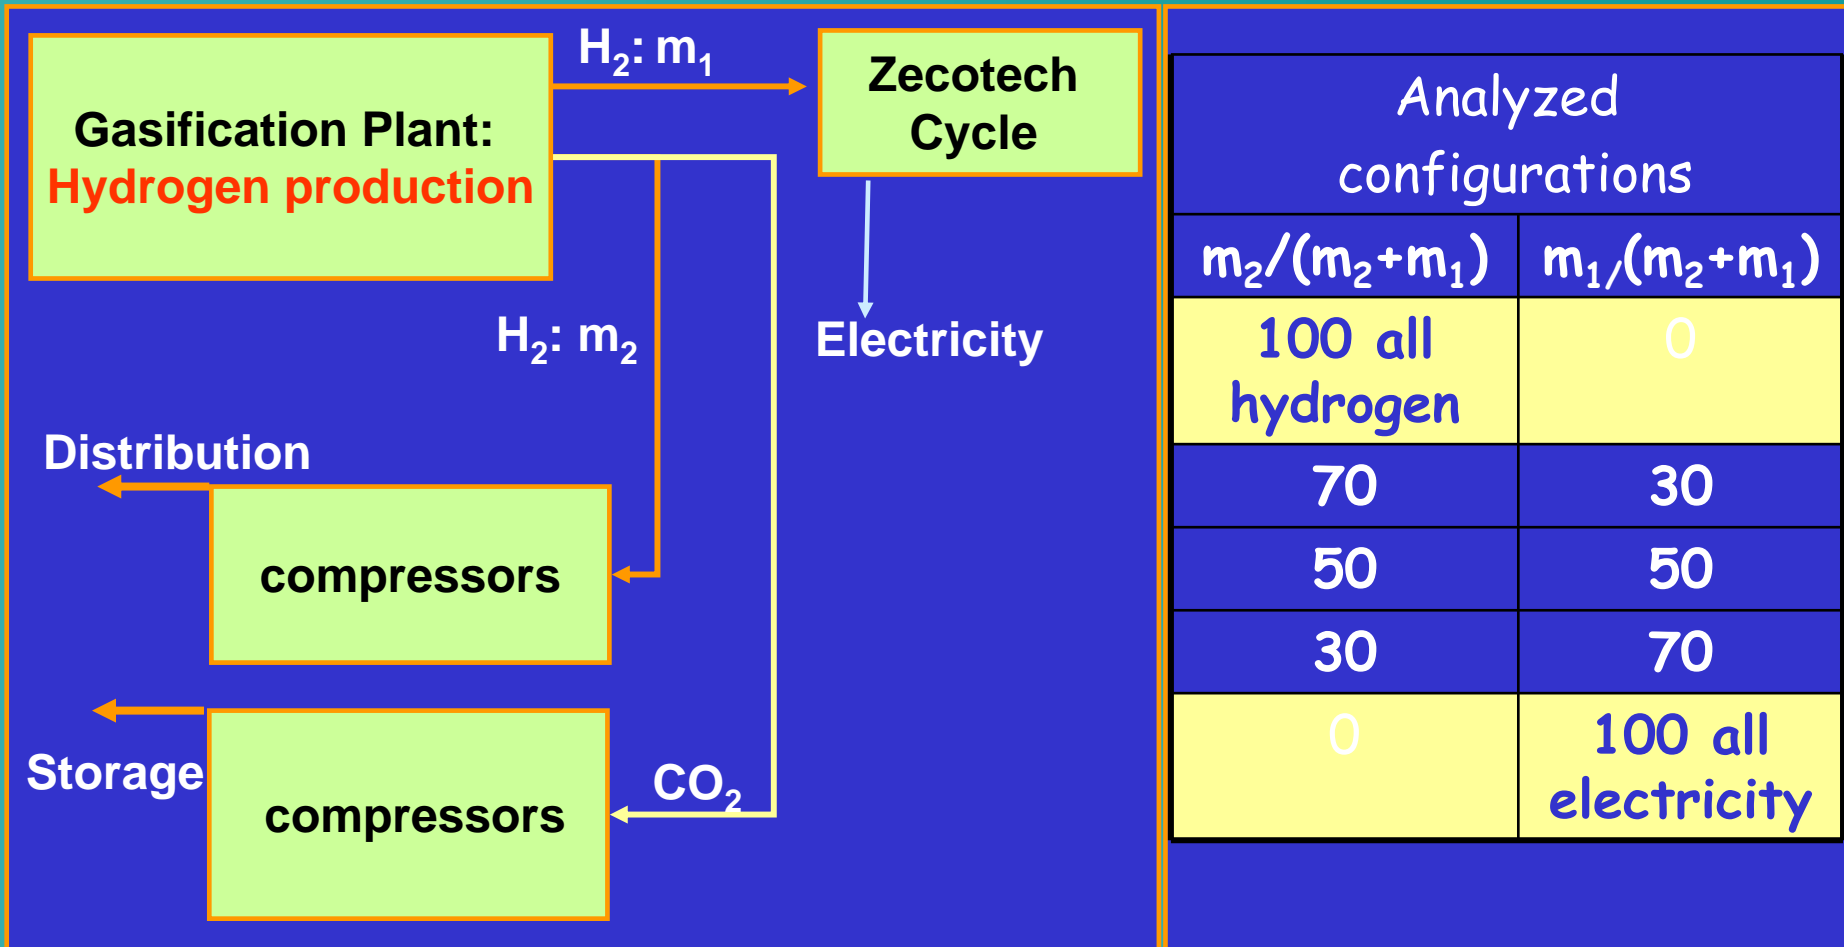 H₂: m₁
Gasification Plant:
Hydrogen production
Zecotech
Cycle
H₂: m₂
Electricity
Distribution
compressors
Storage
CO₂
compressors
Analyzed
configurations
m₂/(m₂+m₁) m₁/(m₂+m₁)
100 all
hydrogen
0
70 30
50 50
30 70
0
100 all
electricity